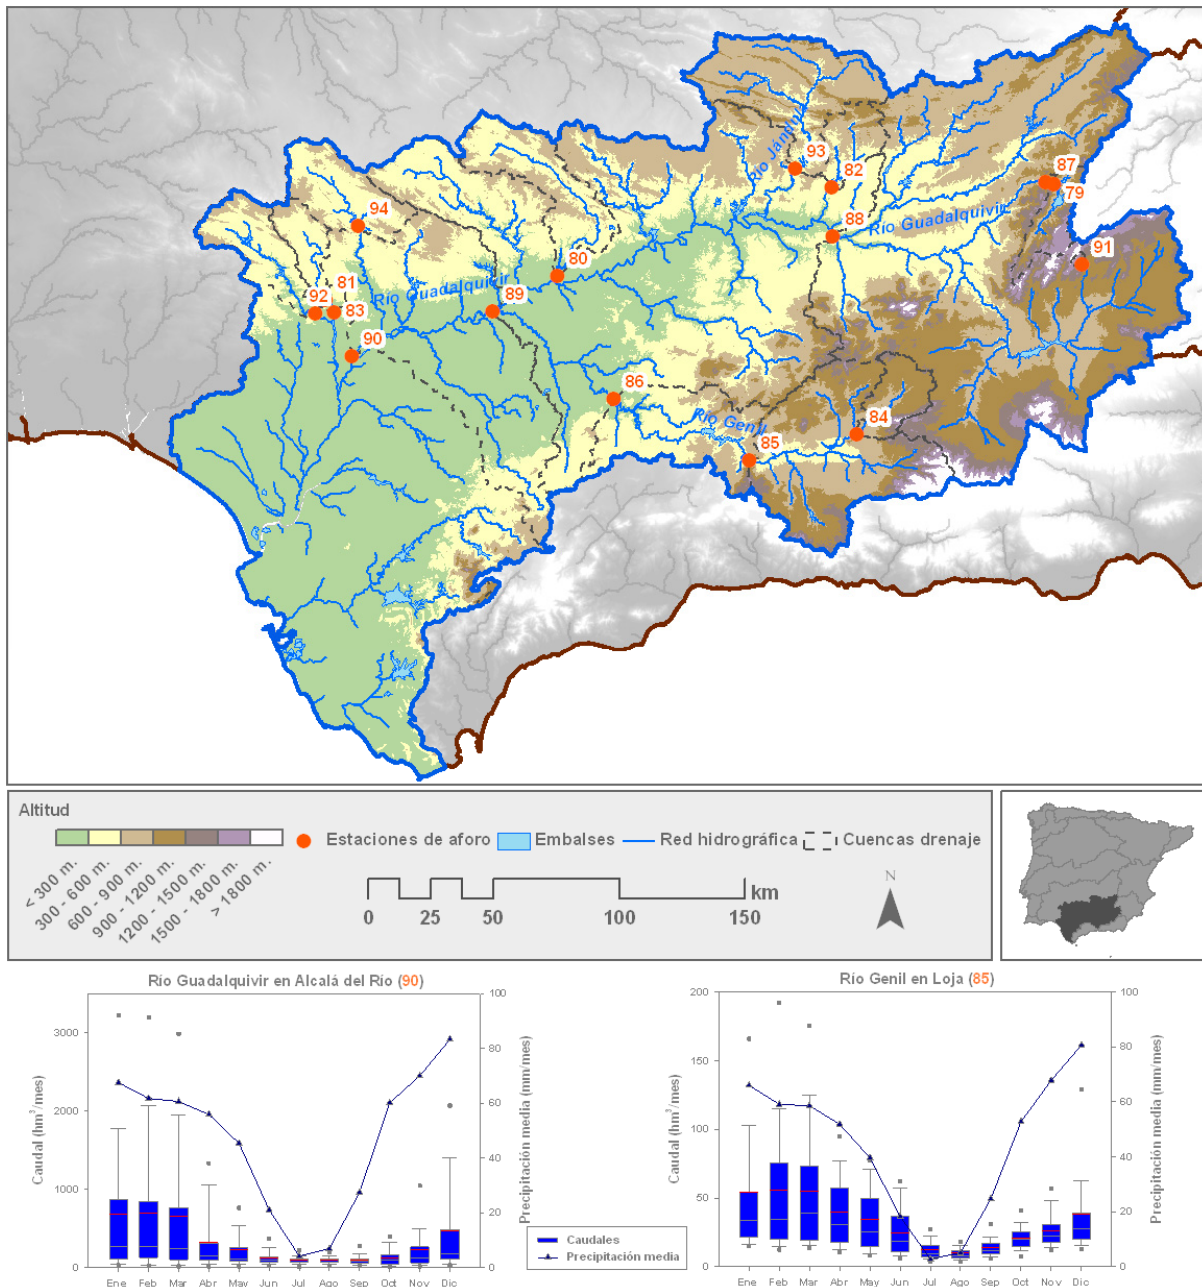 93
Río Jándula
82
87
79
94
88
Río Guadalquivir
91
80
81
92
83
Río Guadalquivir
89
90
86
Río Genil
84
85
Altitud
< 300 m.
300 - 600 m.
600 - 900 m.
900 - 1200 m.
1200 - 1500 m.
1500 - 1800 m.
> 1800 m.
Estaciones de aforo
Embalses
Red hidrográfica
Cuencas drenaje
0 25 50 100 150
km
N
Río Guadalquivir en Alcalá del Río (90)
Caudal (hm³/mes)
3000
2000
1000
0
100
80
60
40
20
0
Precipitación media (mm/mes)
Ene Feb Mar Abr May Jun Jul Ago Sep Oct Nov Dic
Caudales
Precipitación media
Río Genil en Loja (85)
Caudal (hm³/mes)
200
150
100
50
0
100
80
60
40
20
0
Precipitación media (mm/mes)
Ene Feb Mar Abr May Jun Jul Ago Sep Oct Nov Dic